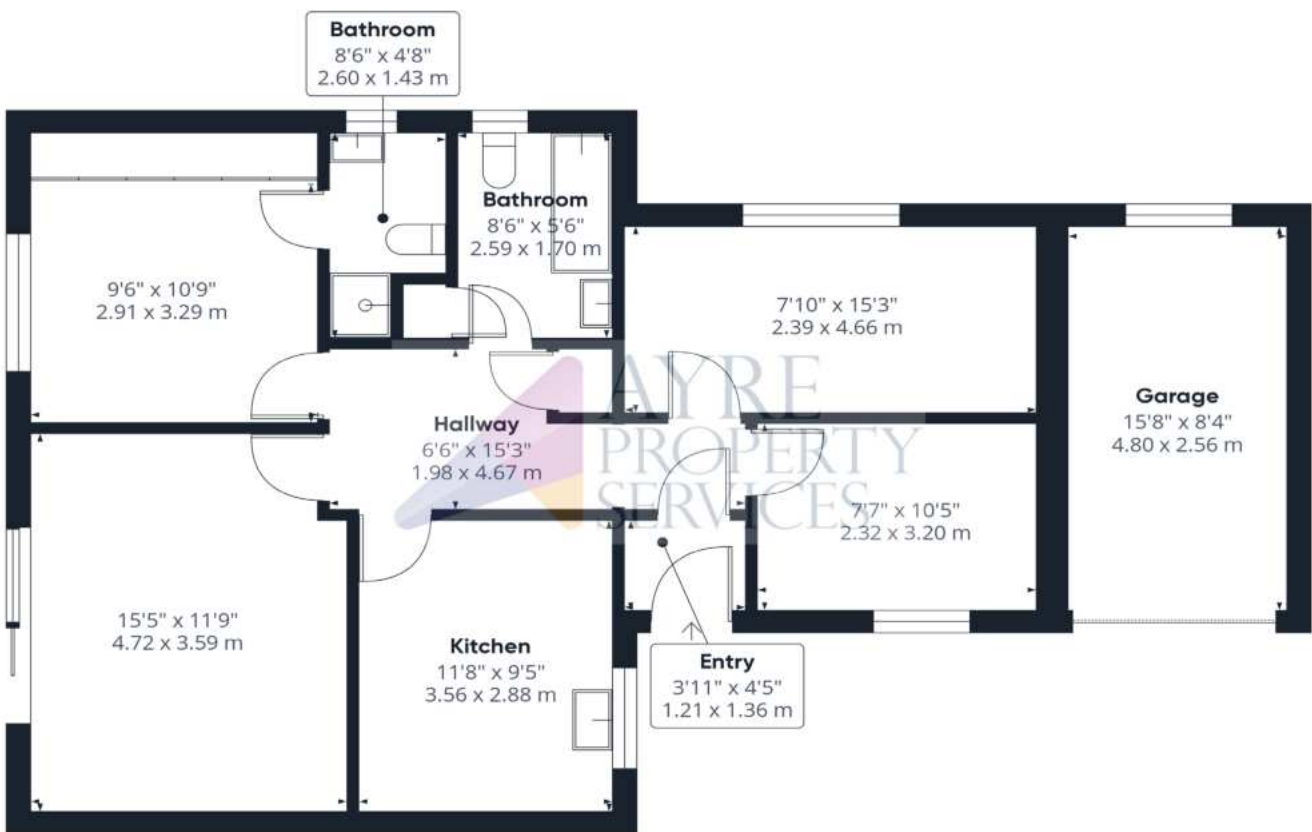 Bathroom
8'6" x 4'8"
2.60 x 1.43 m
Bathroom
8'6" x 5'6"
2.59 x 1.70 m
9'6" x 10'9"
2.91 x 3.29 m
7'10" x 15'3"
2.39 x 4.66 m
Garage
15'8" x 8'4"
4.80 x 2.56 m
Hallway
6'6" x 15'3"
1.98 x 4.67 m
AYRE
PROPERTY
SERVICES
7'7" x 10'5"
2.32 x 3.20 m
15'5" x 11'9"
4.72 x 3.59 m
Kitchen
11'8" x 9'5"
3.56 x 2.88 m
Entry
3'11" x 4'5"
1.21 x 1.36 m